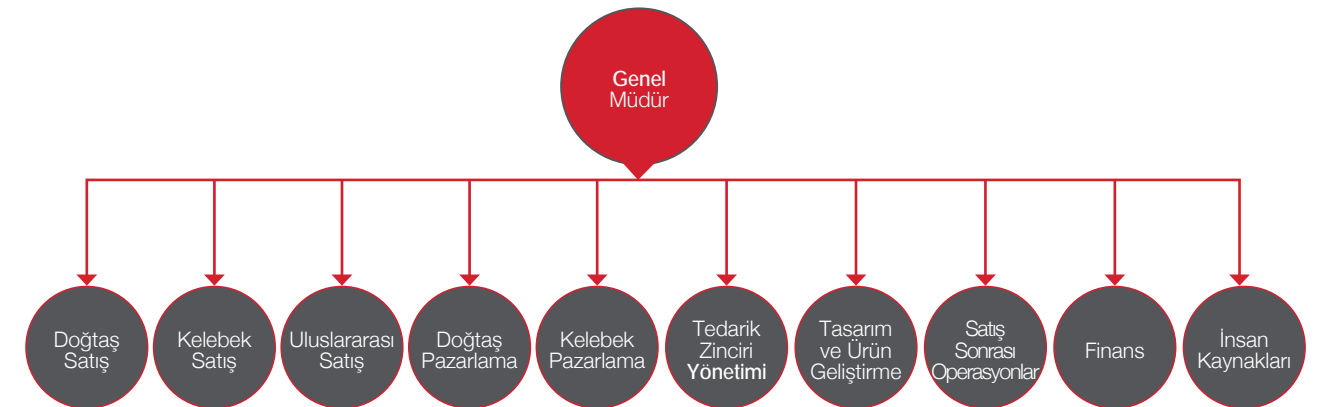 Genel
Müdür
Doğtaş
Satış
Kelebek
Satış
Uluslararası
Satış
Doğtaş
Pazarlama
Kelebek
Pazarlama
Tedarik
Zinciri
Yönetimi
Tasarım
ve Ürün
Geliştirme
Satış
Sonrası
Operasyonlar
Finans
İnsan
Kaynakları